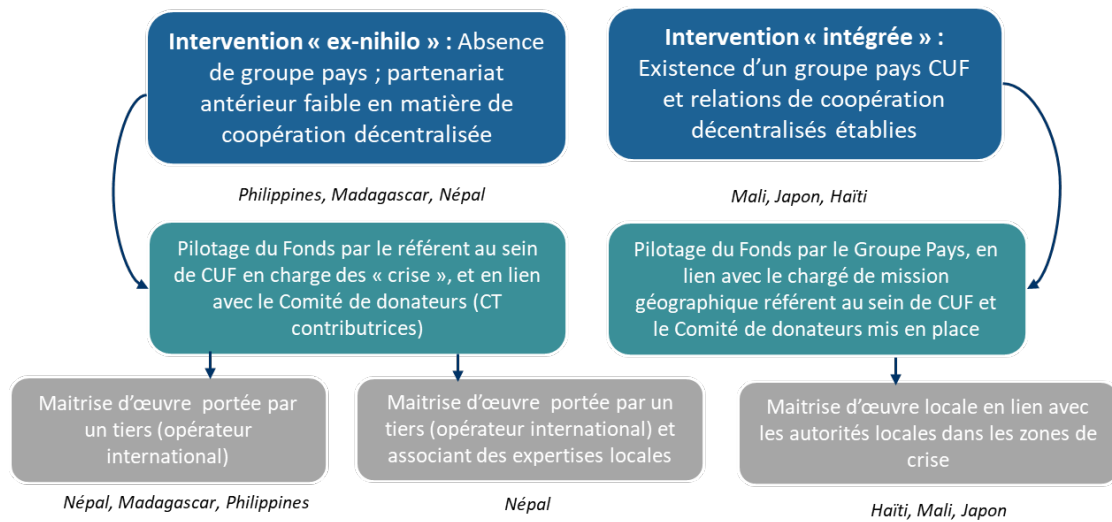 Intervention « ex-nihilo » : Absence
de groupe pays ; partenariat
antérieur faible en matière de
coopération décentralisée
Intervention « intégrée » :
Existence d'un groupe pays CUF
et relations de coopération
décentralisés établies
Philippines, Madagascar, Népal
Mali, Japon, Haïti
Pilotage du Fonds par le référent au sein
de CUF en charge des « crise », et en lien
avec le Comité de donateurs (CT
contributrices)
Pilotage du Fonds par le Groupe Pays, en
lien avec le chargé de mission
géographique référent au sein de CUF et
le Comité de donateurs mis en place
Maitrise d'œuvre portée par
un tiers (opérateur
international)
Maitrise d'œuvre portée par un
tiers (opérateur international) et
associant des expertises locales
Maitrise d'œuvre locale en lien avec
les autorités locales dans les zones de
crise
Népal, Madagascar, Philippines
Népal
Haïti, Mali, Japon